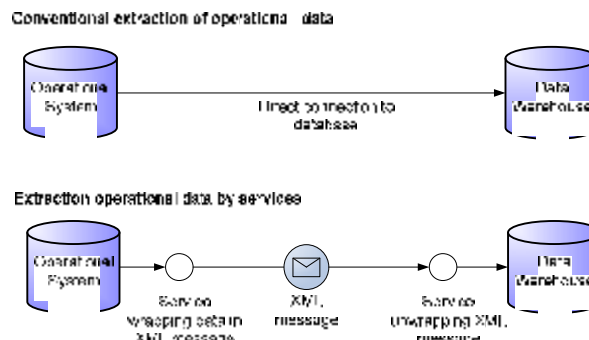 Conventional extraction of operational data
Operational
System
Direct connection to
database
Data
Warehouse
Extraction operational data by services
Operational
System
Service
wrapping data in
XML message
XML
message
Service
unwrapping XML
message
Data
Warehouse